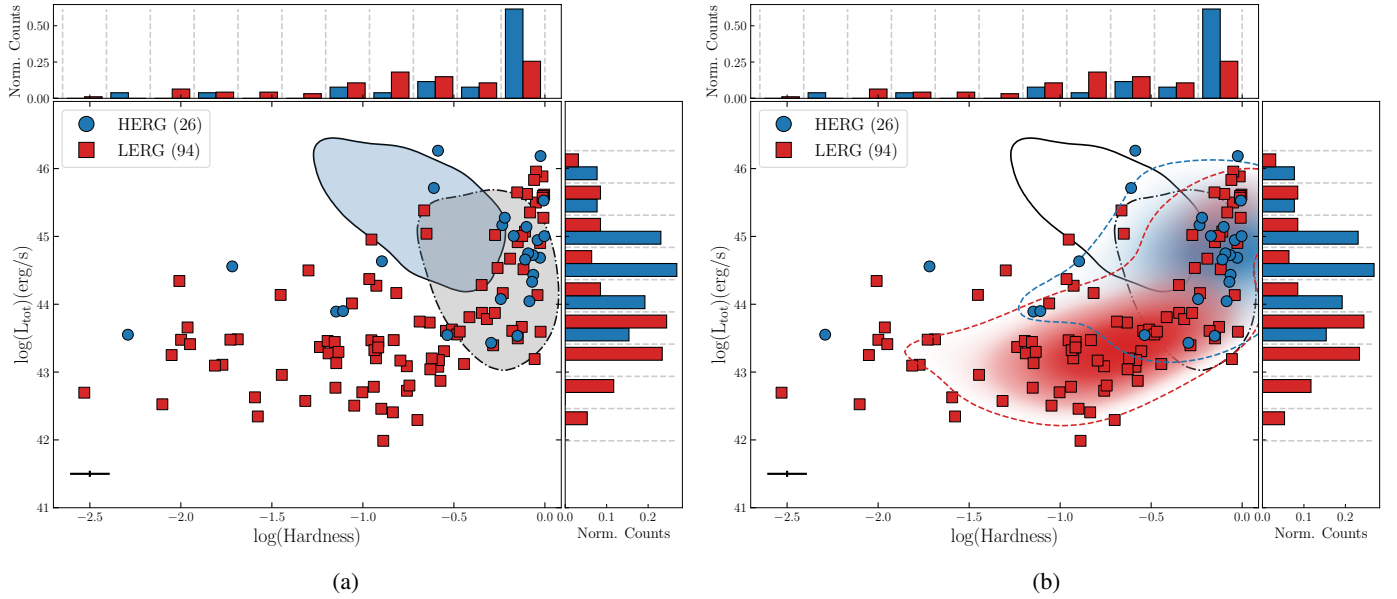 Norm. Counts
0.50
0.25
0.00
HERG (26)
LERG (94)
log(L_tot)(erg/s)
46
45
44
43
42
41
−2.5 −2.0 −1.5 −1.0 −0.5 0.0
log(Hardness)
0.0 0.1 0.2
Norm. Counts
(a)
Norm. Counts
0.50
0.25
0.00
HERG (26)
LERG (94)
log(L_tot)(erg/s)
46
45
44
43
42
41
−2.5 −2.0 −1.5 −1.0 −0.5 0.0
log(Hardness)
0.0 0.1 0.2
Norm. Counts
(b)